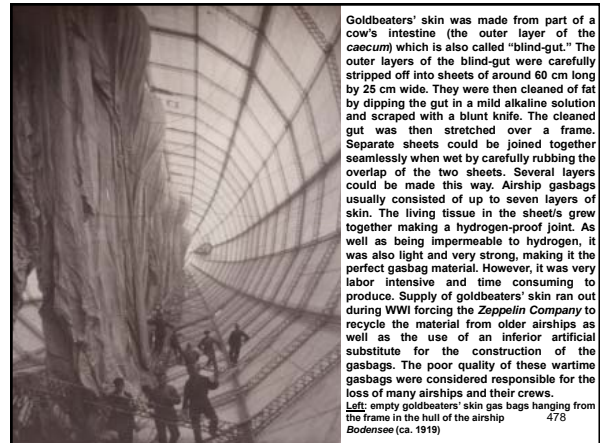 Goldbeaters' skin was made from part of a
cow's intestine (the outer layer of the
caecum) which is also called "blind-gut." The
outer layers of the blind-gut were carefully
stripped off into sheets of around 60 cm long
by 25 cm wide. They were then cleaned of fat
by dipping the gut in a mild alkaline solution
and scraped with a blunt knife. The cleaned
gut was then stretched over a frame.
Separate sheets could be joined together
seamlessly when wet by carefully rubbing the
overlap of the two sheets. Several layers
could be made this way. Airship gasbags
usually consisted of up to seven layers of
skin. The living tissue in the sheet/s grew
together making a hydrogen-proof joint. As
well as being impermeable to hydrogen, it
was also light and very strong, making it the
perfect gasbag material. However, it was very
labor intensive and time consuming to
produce. Supply of goldbeaters' skin ran out
during WWI forcing the Zeppelin Company to
recycle the material from older airships as
well as the use of an inferior artificial
substitute for the construction of the
gasbags. The poor quality of these wartime
gasbags were considered responsible for the
loss of many airships and their crews.
Left: empty goldbeaters' skin gas bags hanging from
the frame in the hull of the airship
Bodensee (ca. 1919)
478